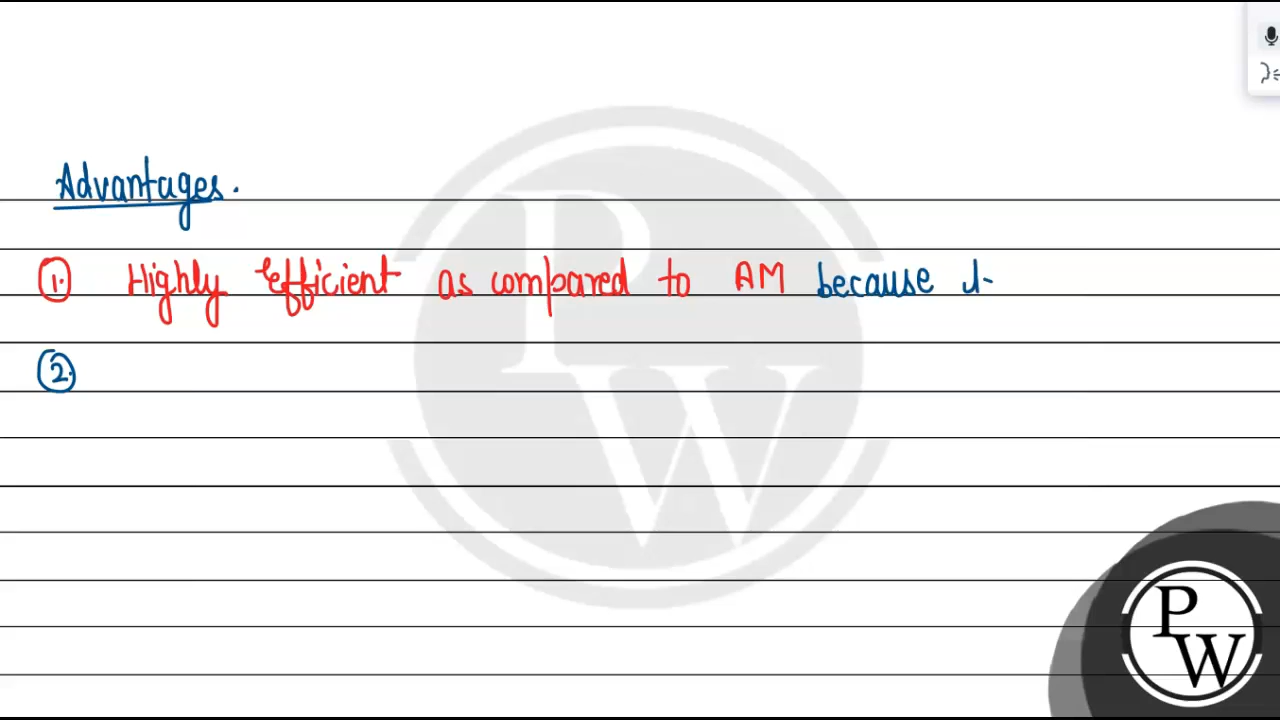 Advantages.
1. Highly efficient as compared to AM because
2.
P
W
P
W